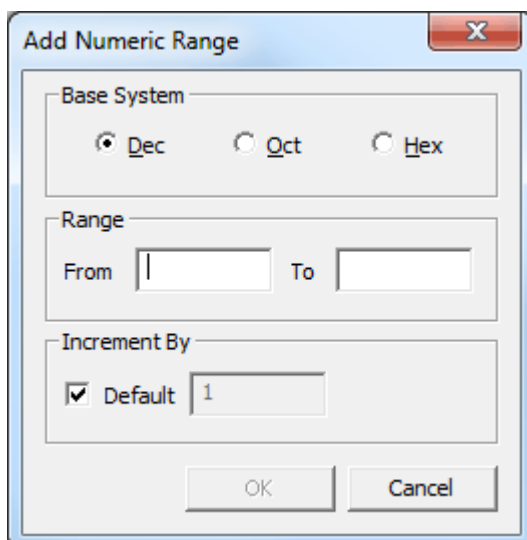 Add Numeric Range
Base System
Dec Oct Hex
Range
From To
Increment By
Default 1
OK Cancel